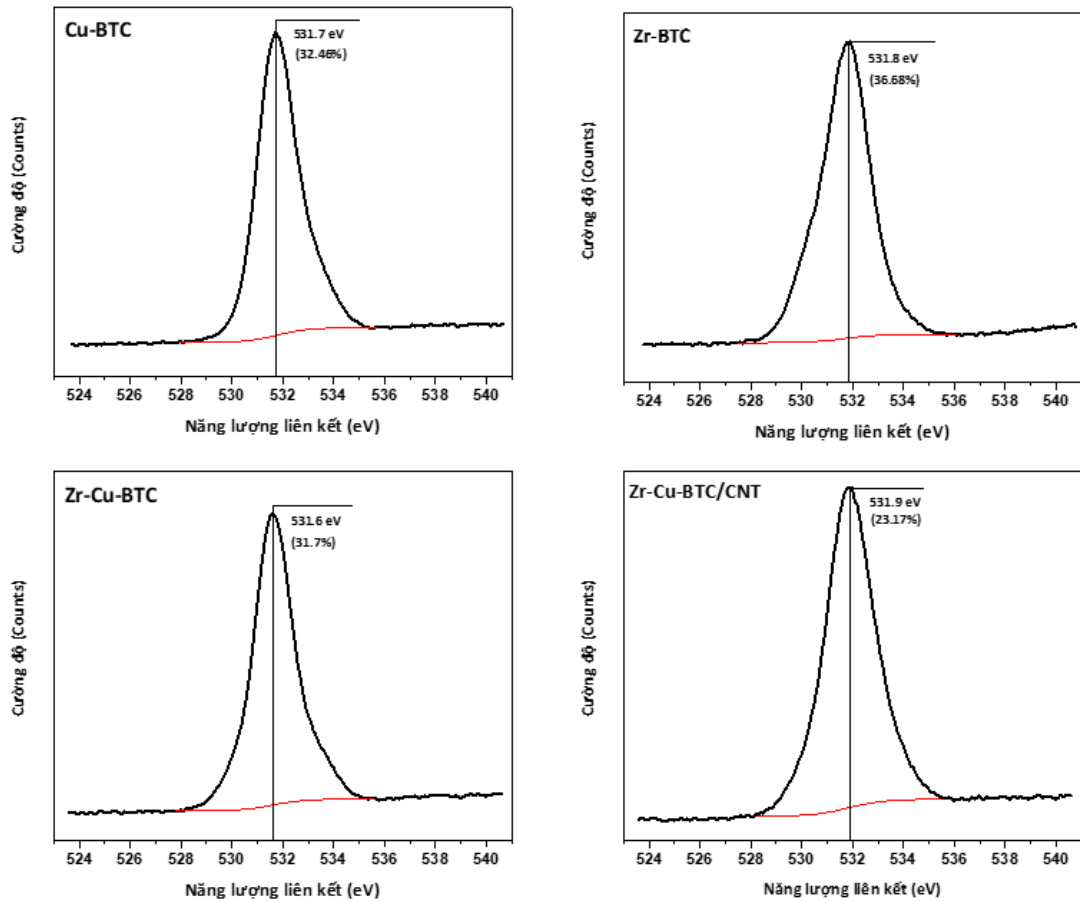 Cu-BTC
531.7 eV
(32.46%)
Cường độ (Counts)
524 526 528 530 532 534 536 538 540
Năng lượng liên kết (eV)
Zr-BTC
531.8 eV
(36.68%)
Cường độ (Counts)
524 526 528 530 532 534 536 538 540
Năng lượng liên kết (eV)
Zr-Cu-BTC
531.6 eV
(31.7%)
Cường độ (Counts)
524 526 528 530 532 534 536 538 540
Năng lượng liên kết (eV)
Zr-Cu-BTC/CNT
531.9 eV
(23.17%)
Cường độ (Counts)
524 526 528 530 532 534 536 538 540
Năng lượng liên kết (eV)